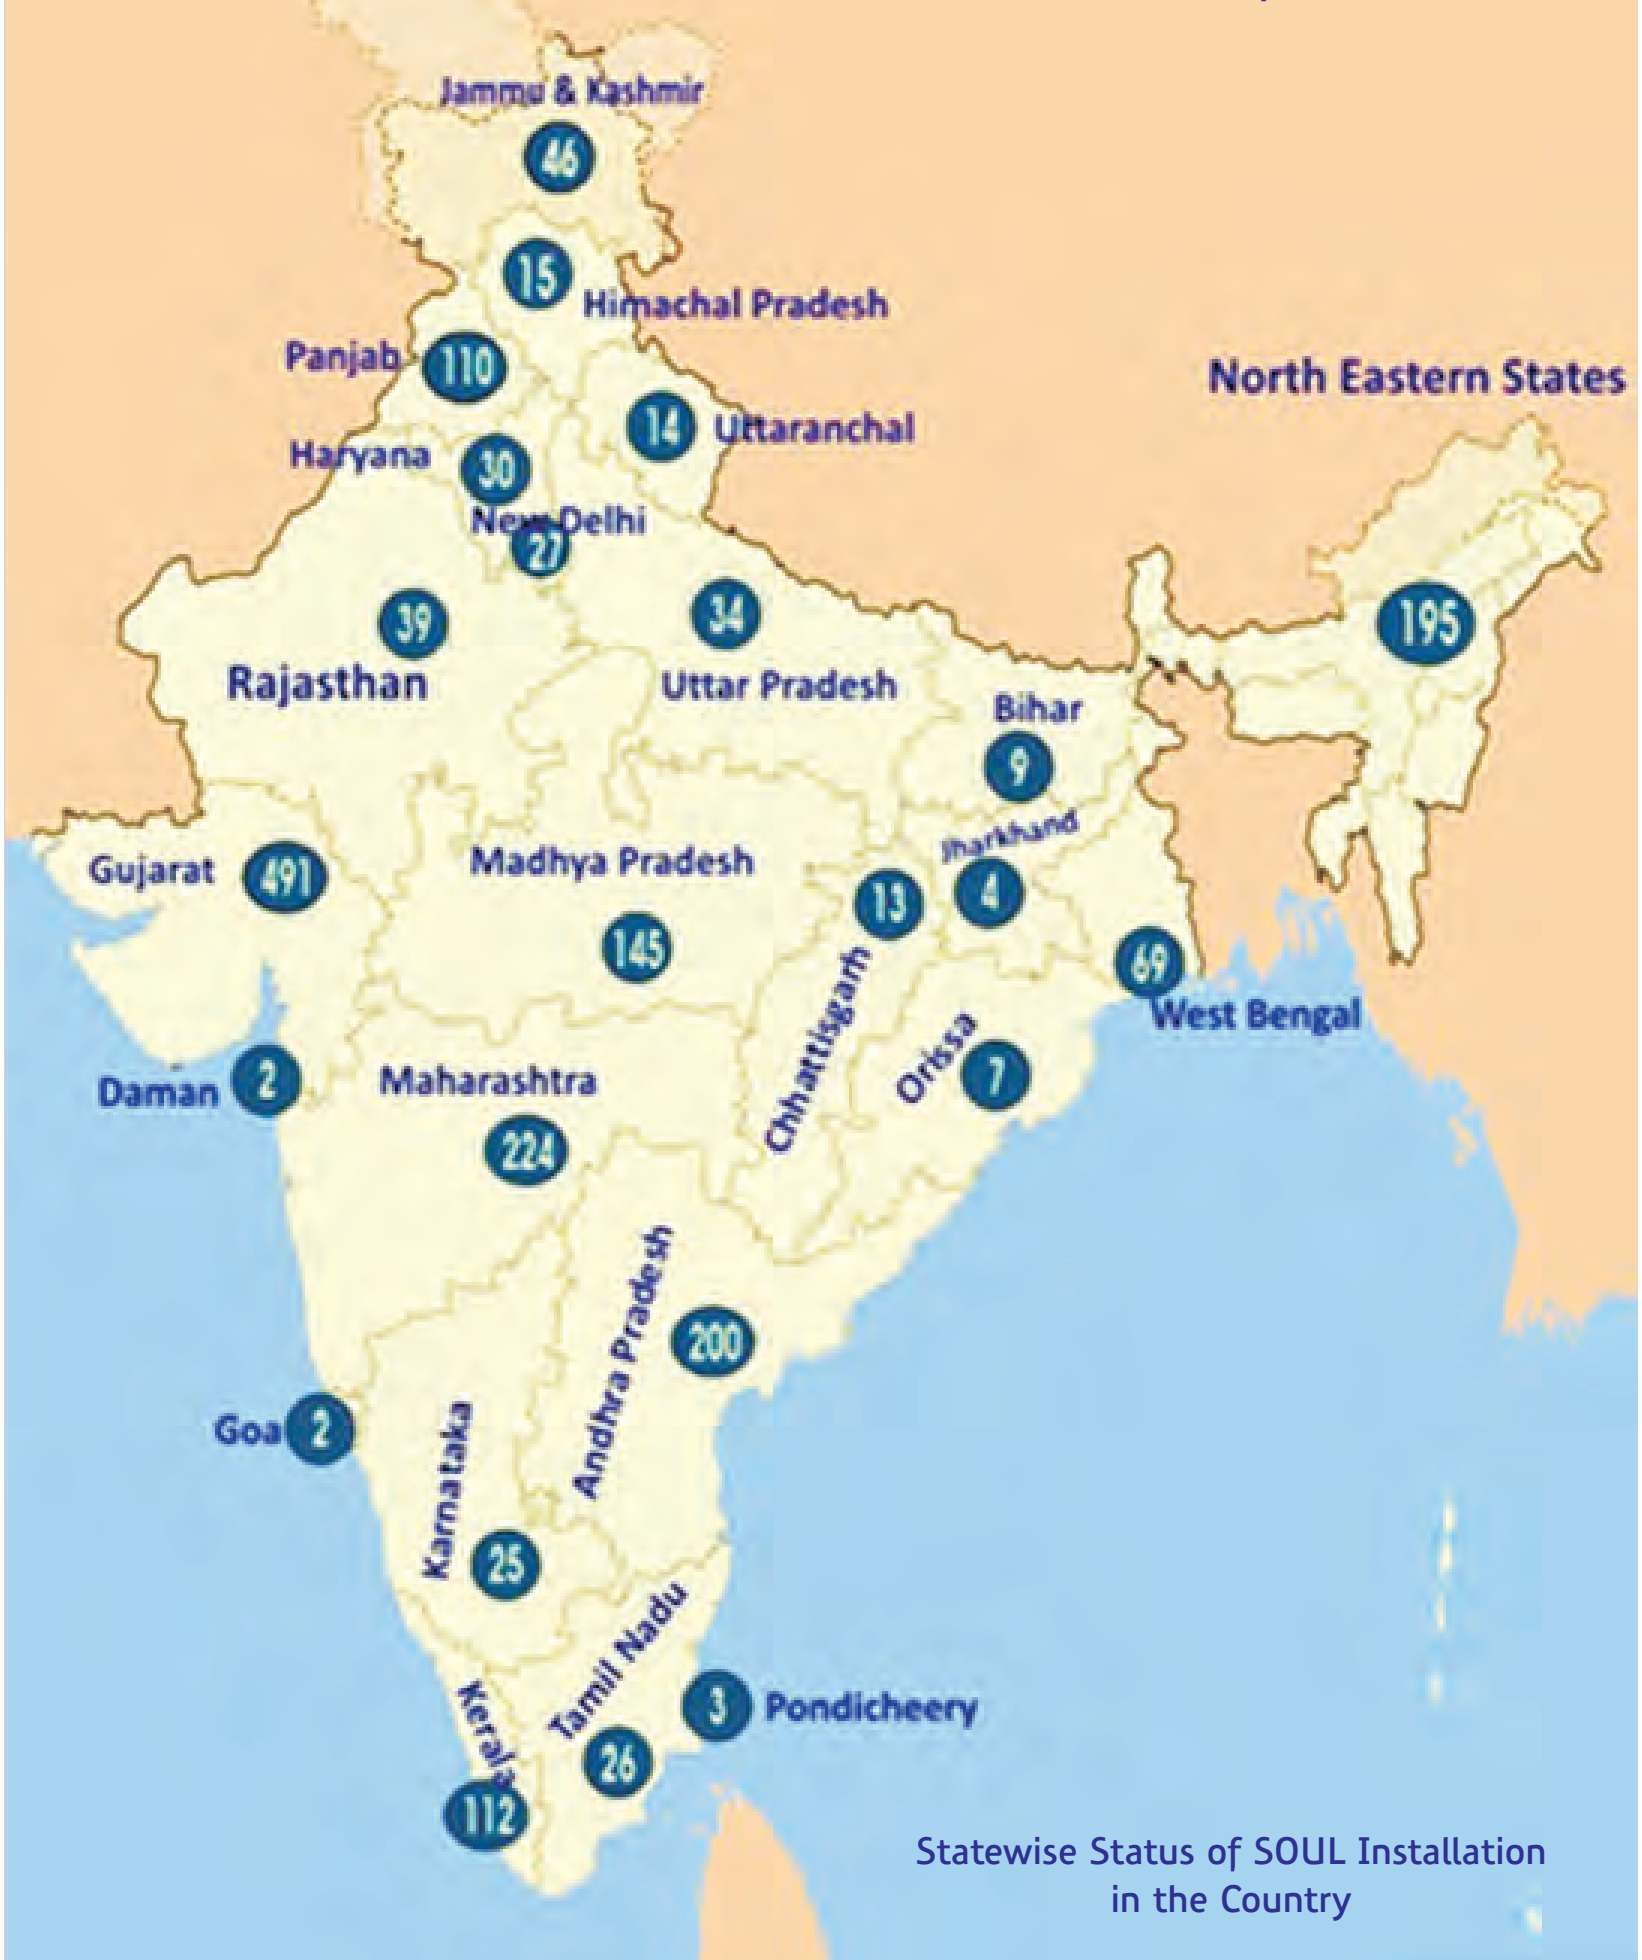 Jammu & Kashmir
46
15
Himachal Pradesh
Panjab
110
North Eastern States
14
Uttaranchal
Haryana
30
New Delhi
27
39
34
195
Rajasthan
Uttar Pradesh
Bihar
9
Jharkhand
Gujarat
491
Madhya Pradesh
13
4
145
69
West Bengal
Chhattisgarh
Orissa
7
Daman
2
Maharashtra
224
Andhra Pradesh
200
Goa
2
Karnataka
25
Tamil Nadu
Kerala
3
Pondicheery
26
112
Statewise Status of SOUL Installation
in the Country